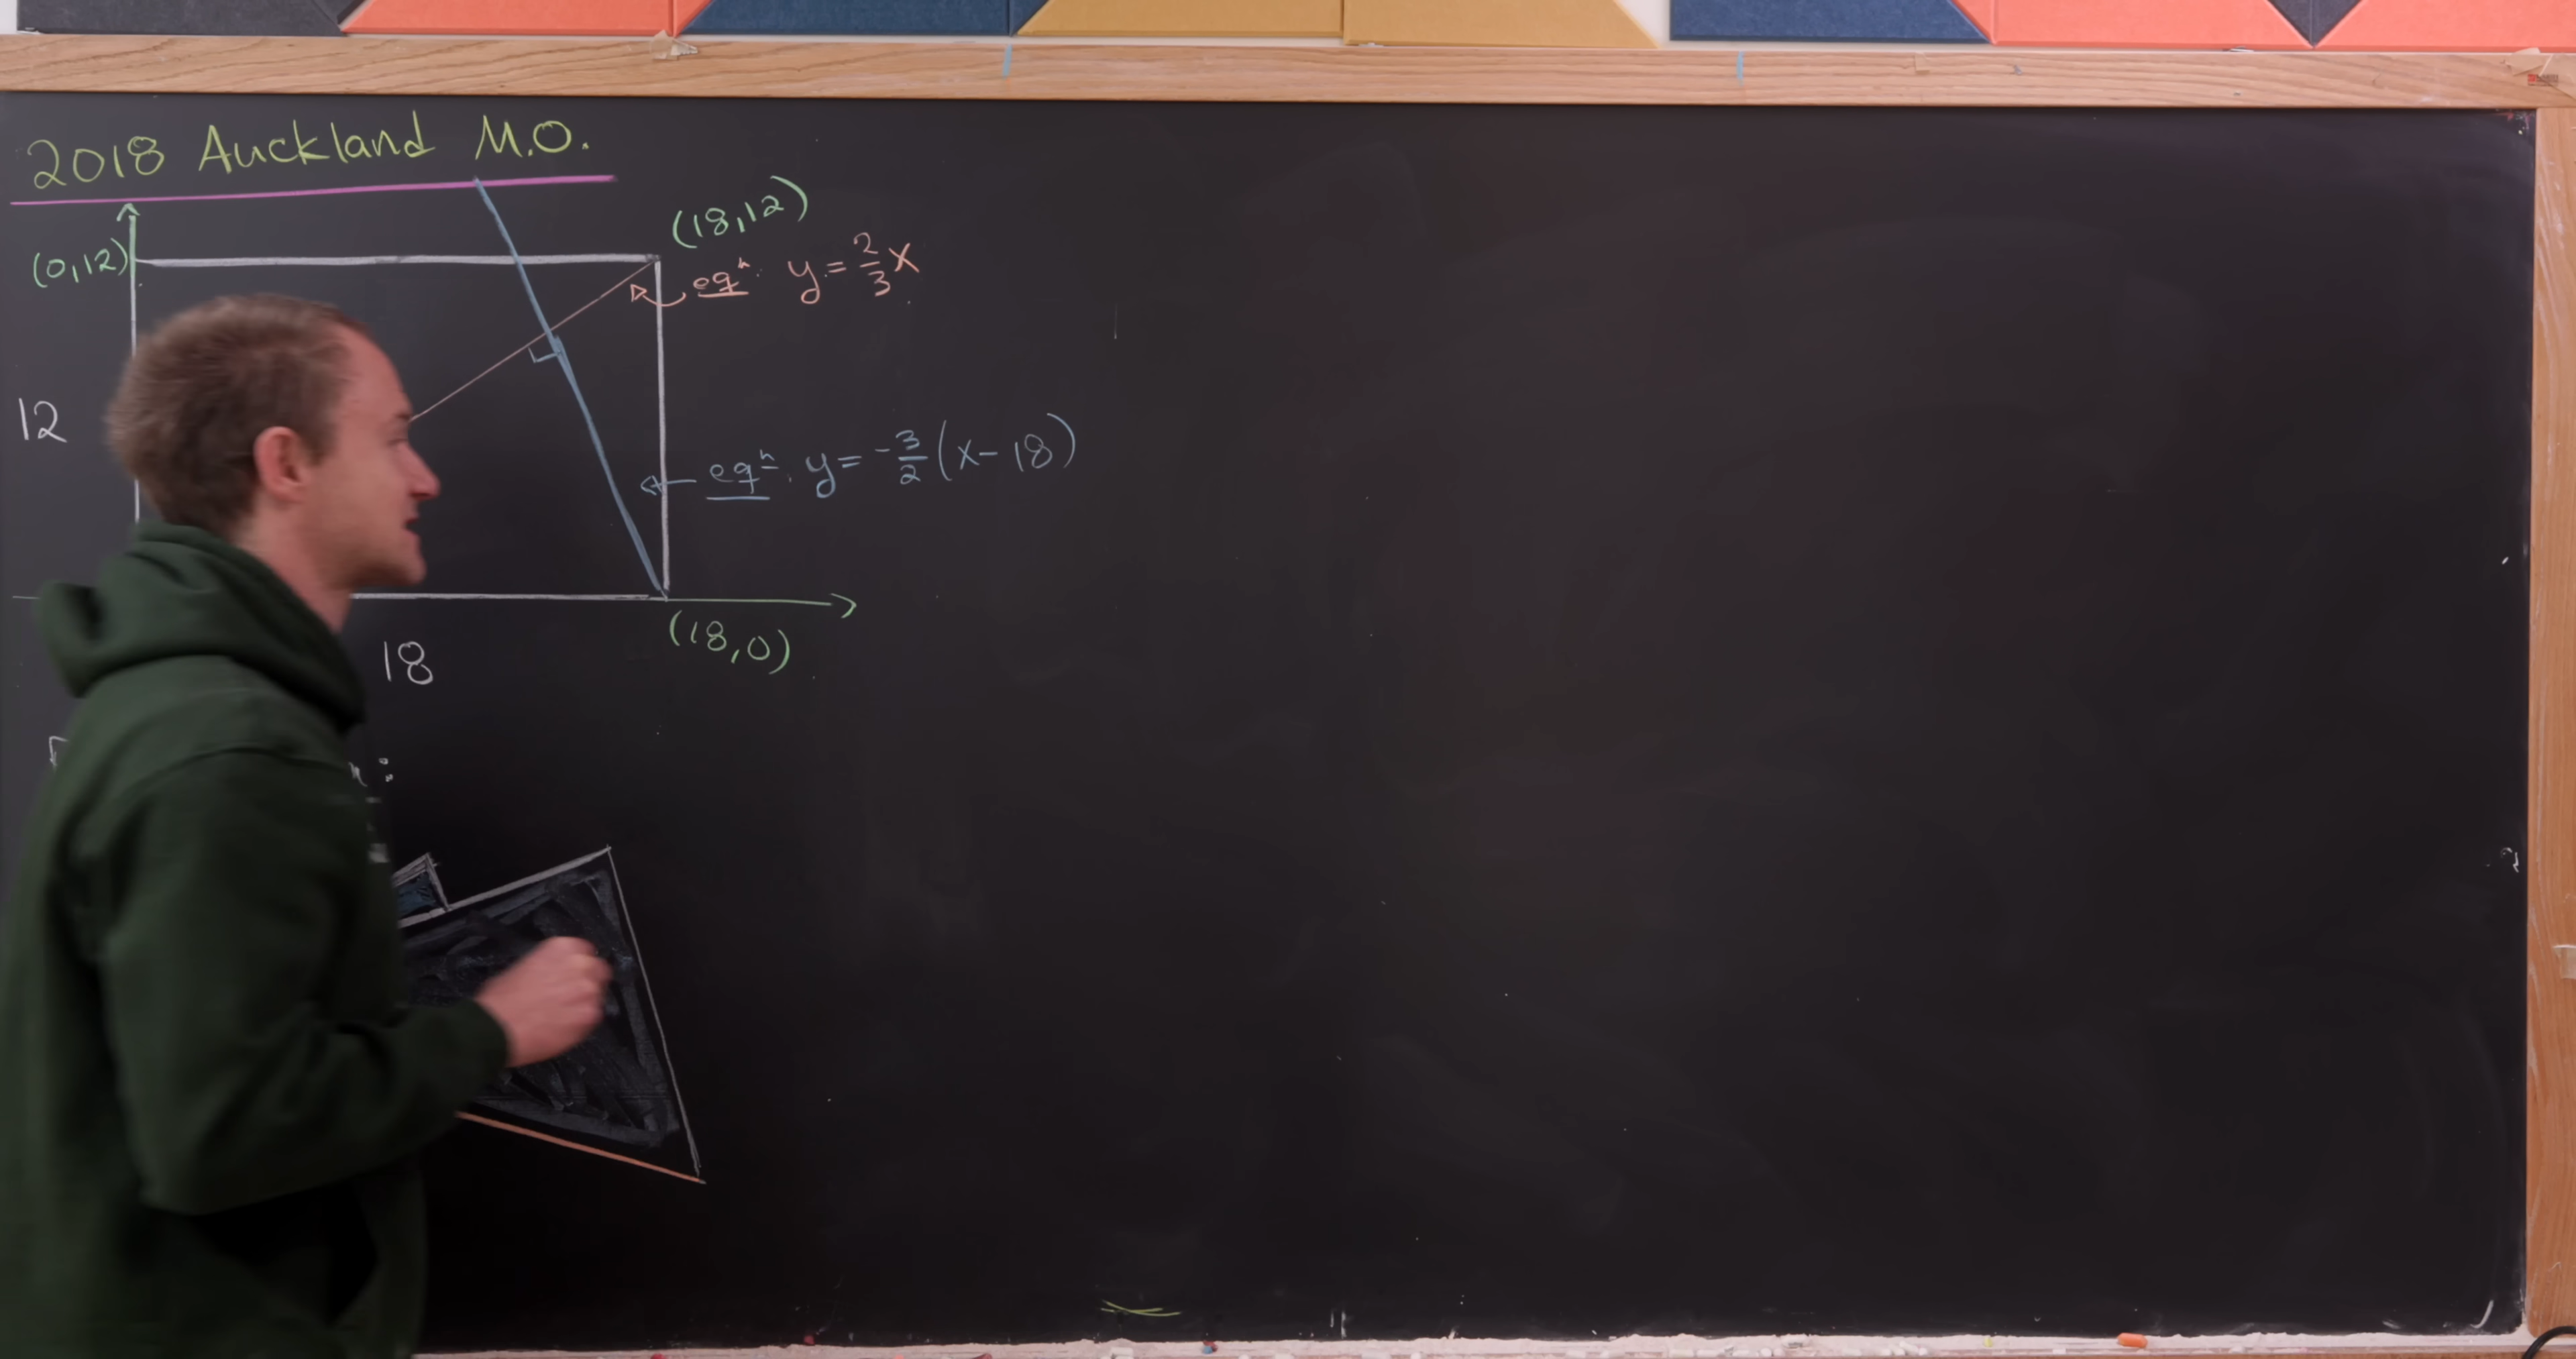 2018 Auckland M.O.
(18,12)
(0,12)
eqⁿ: y = 2/3 x
12
eqⁿ: y = -3/2 (x - 18)
(18,0)
18